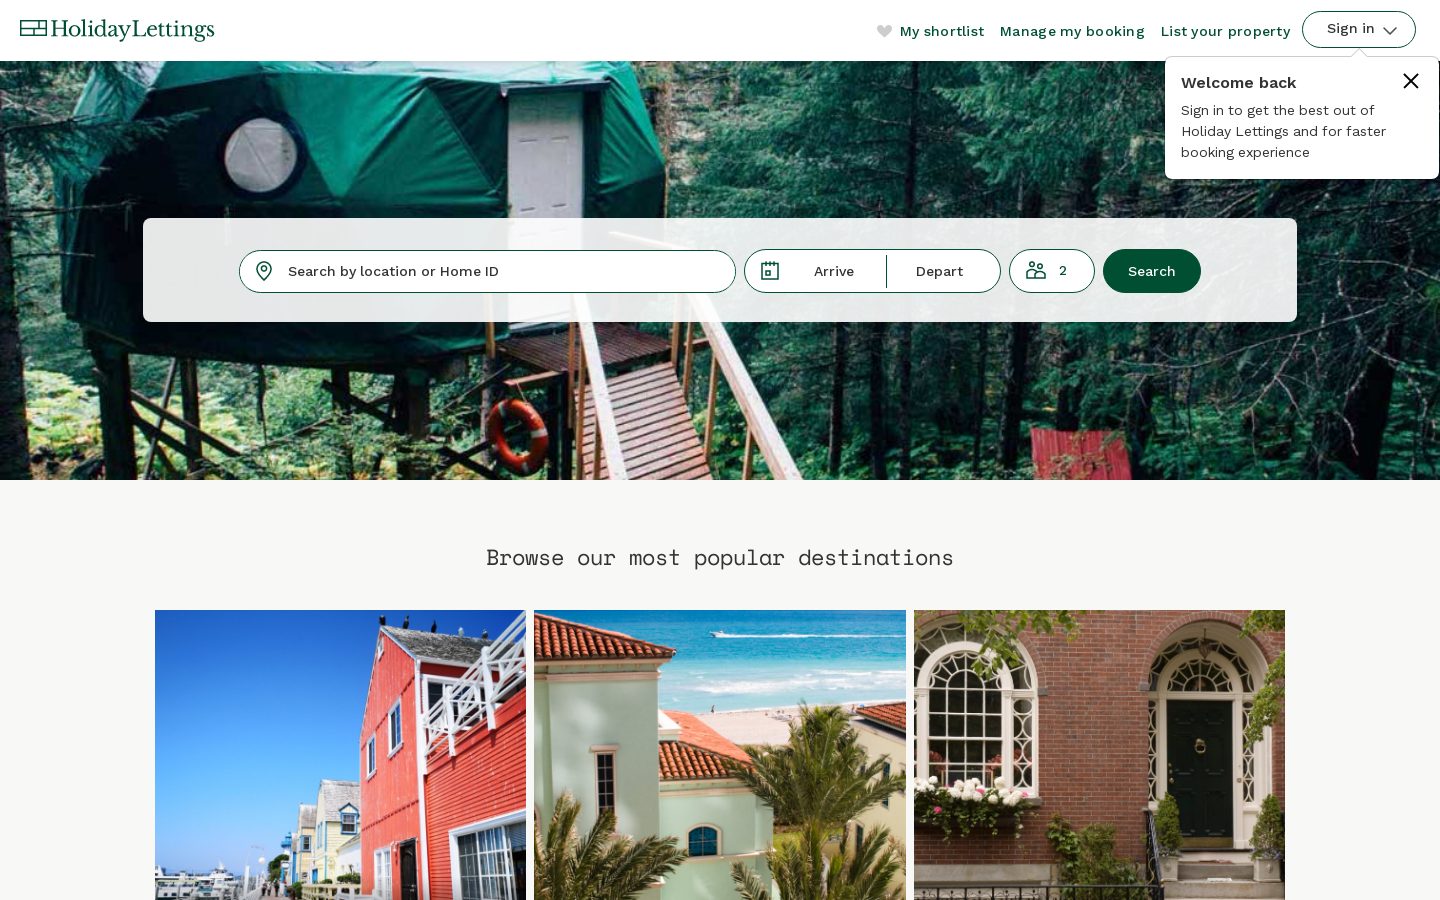 HolidayLettings
My shortlist
Manage my booking
List your property
Sign in
Welcome back
Sign in to get the best out of
Holiday Lettings and for faster
booking experience
Search by location or Home ID
Arrive
Depart
2
Search
Browse our most popular destinations